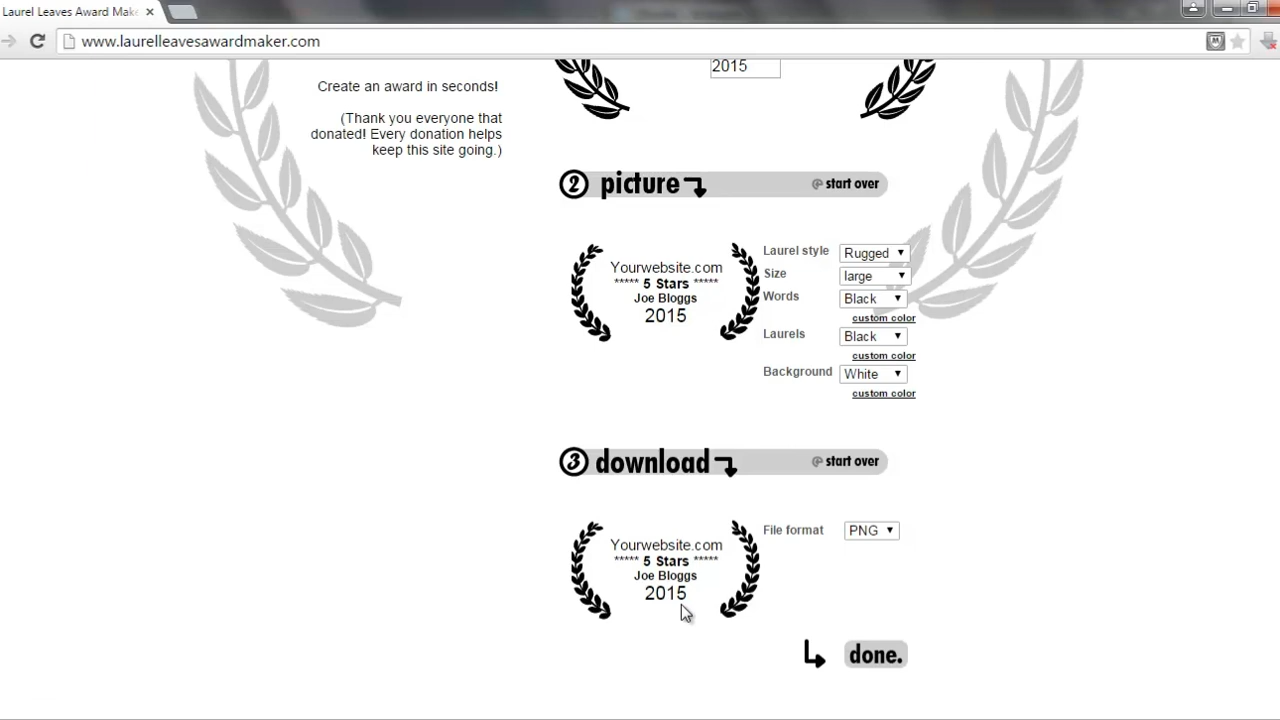 Laurel Leaves Award Make
www.laurelleavesawardmaker.com
Create an award in seconds!
(Thank you everyone that
donated! Every donation helps
keep this site going.)
2015
2 picture
@ start over
Yourwebsite.com
***** 5 Stars *****
Joe Bloggs
2015
Laurel style Rugged
Size large
Words Black
custom color
Laurels Black
custom color
Background White
custom color
3 download
@ start over
Yourwebsite.com
***** 5 Stars *****
Joe Bloggs
2015
File format PNG
done.